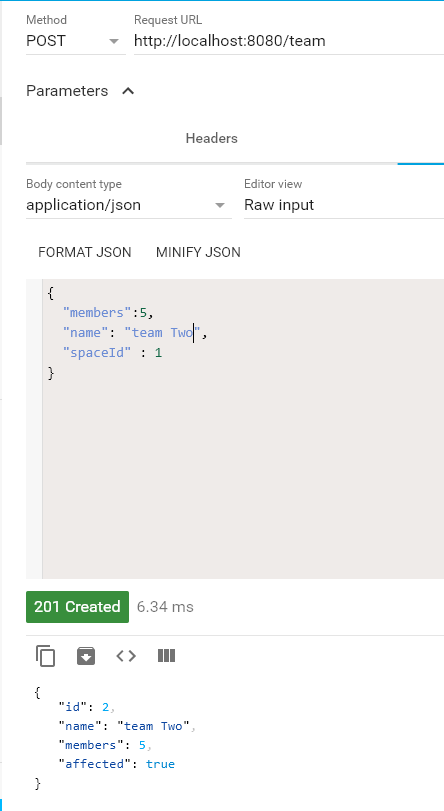 Method Request URL
POST http://localhost:8080/team
Parameters
Headers
Body content type Editor view
application/json Raw input
FORMAT JSON MINIFY JSON
{
"members":5,
"name": "team Two",
"spaceId" : 1
}
201 Created 6.34 ms
{
"id": 2,
"name": "team Two",
"members": 5,
"affected": true
}